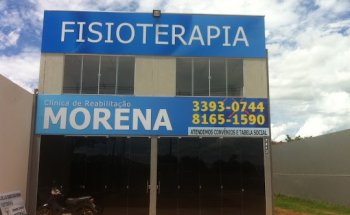 FISIOTERAPIA
Clínica de Reabilitação
MORENA
3393-0744
8165-1590
ATENDEMOS CONVÊNIOS E TABELA SOCIAL